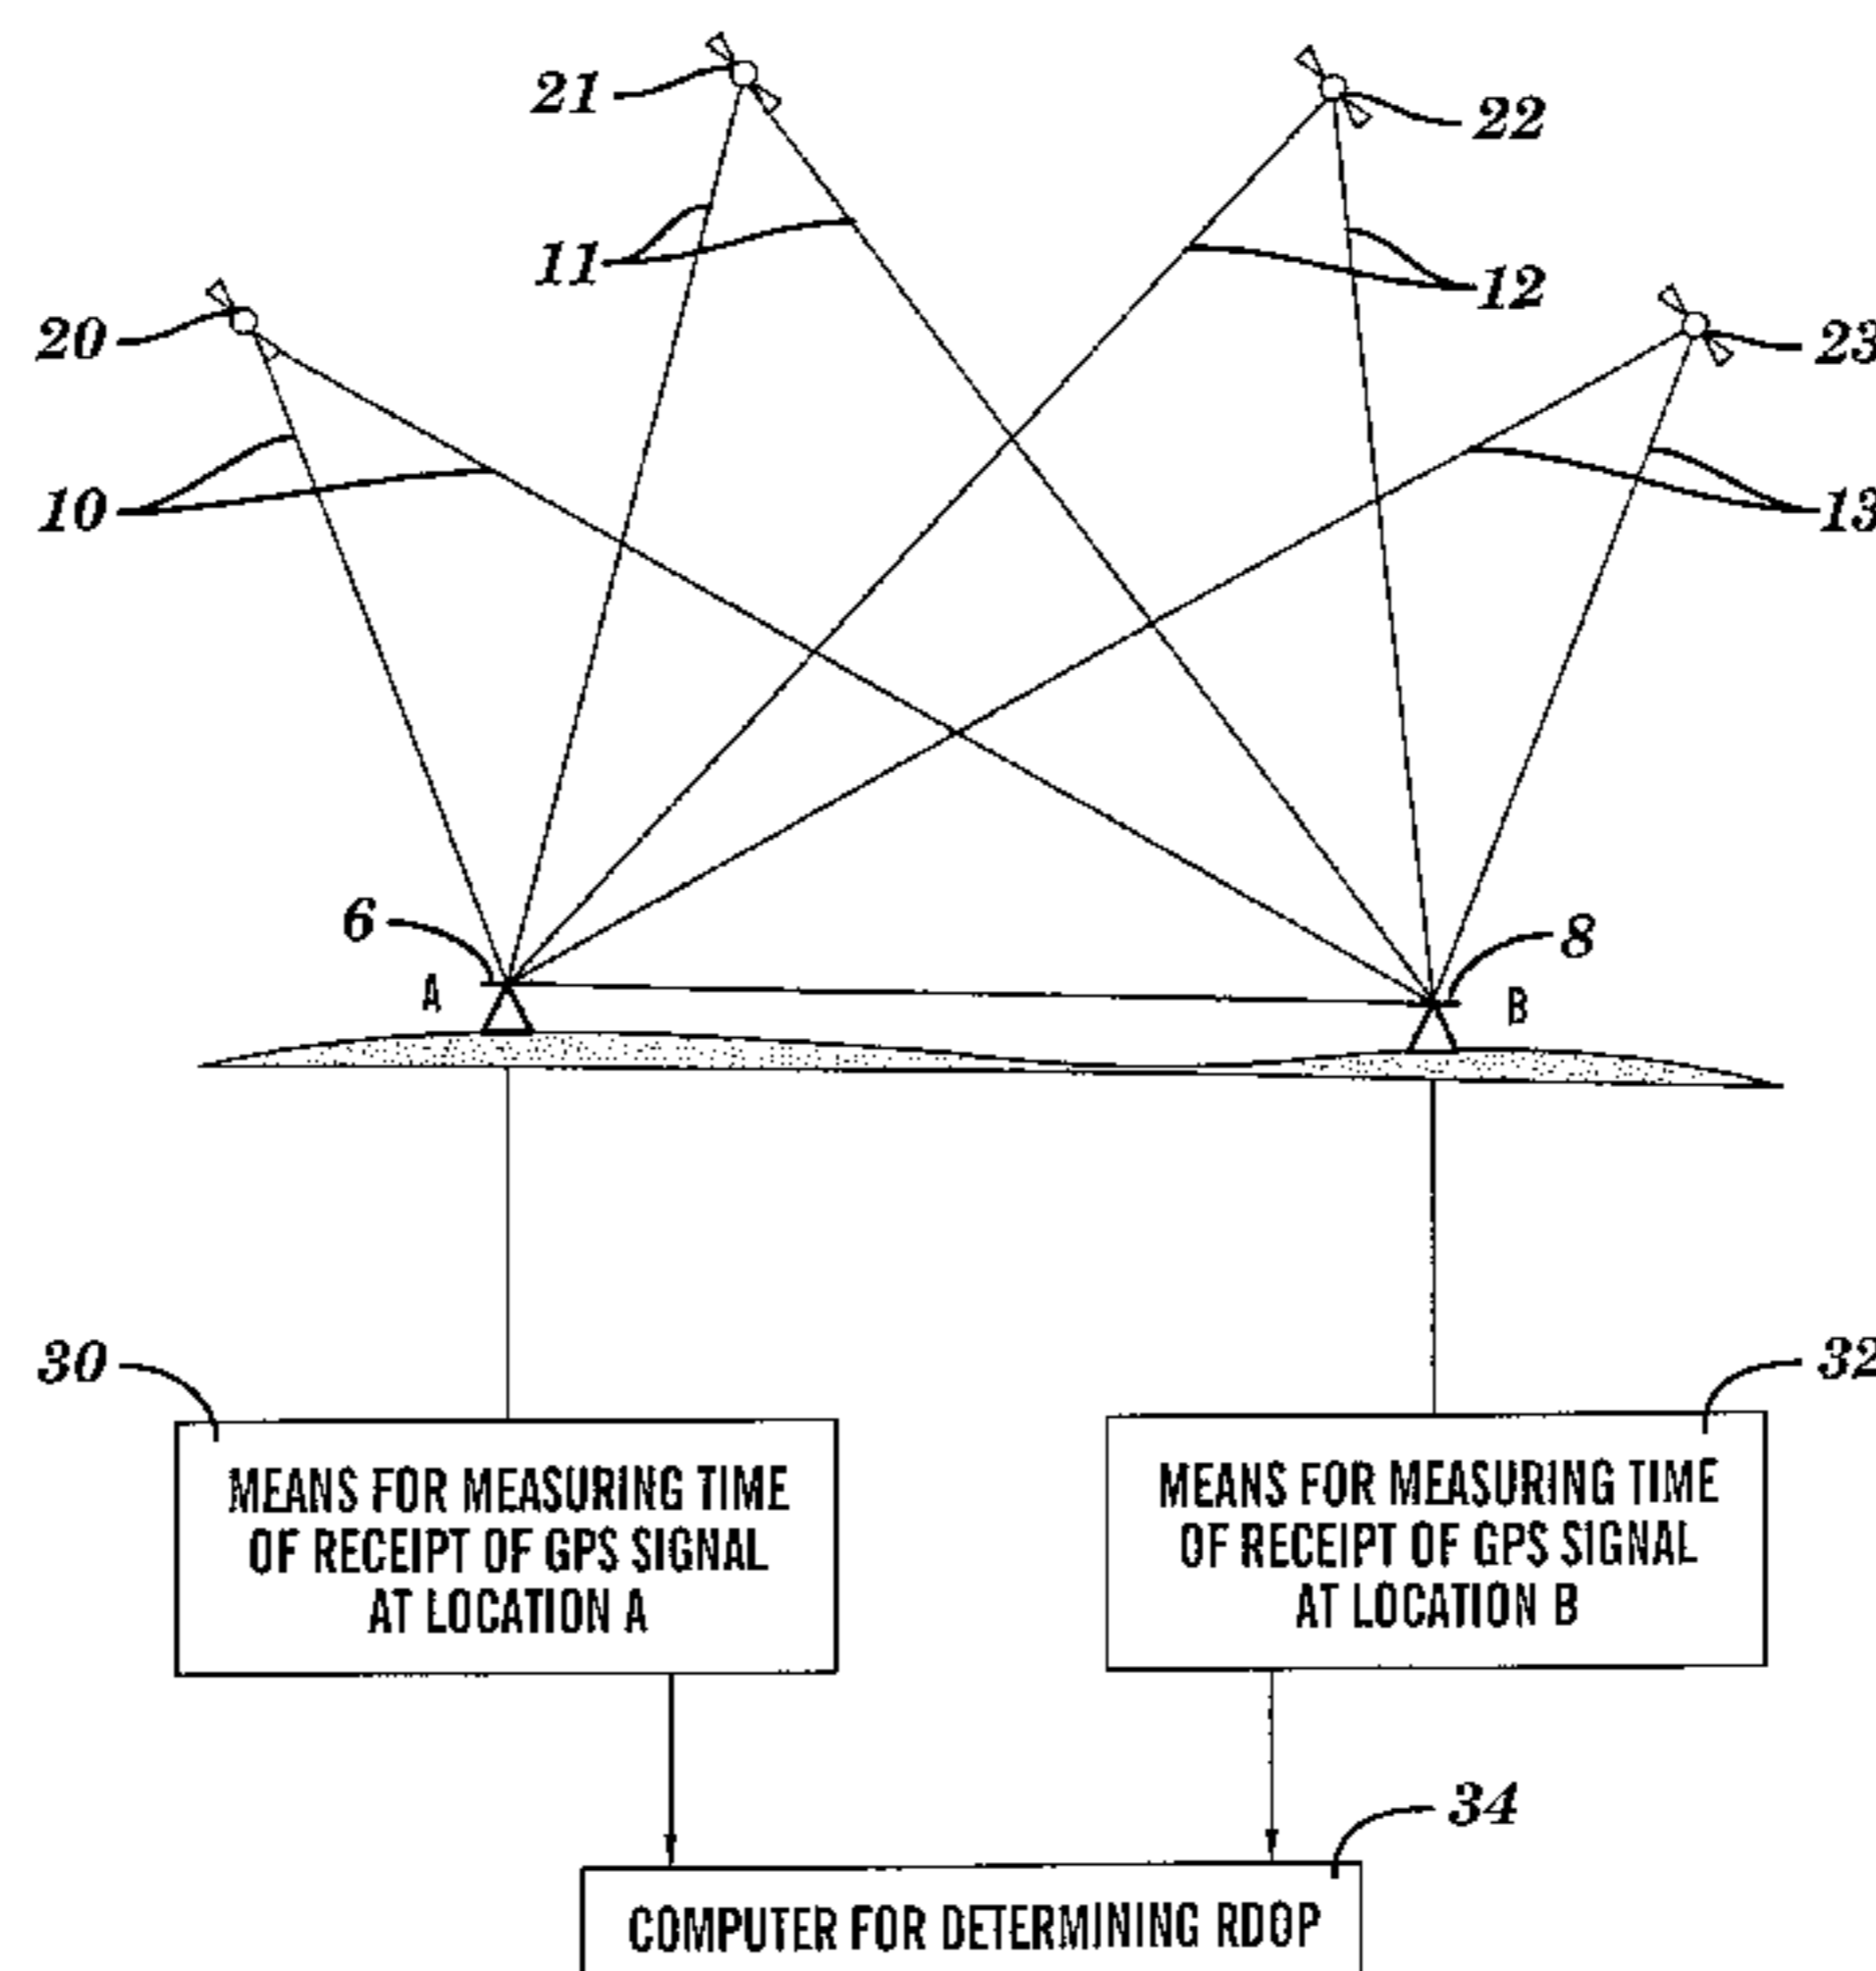 21
22
11
12
20
23
10
13
6
8
A
B
30
32
MEANS FOR MEASURING TIME
OF RECEIPT OF GPS SIGNAL
AT LOCATION A
MEANS FOR MEASURING TIME
OF RECEIPT OF GPS SIGNAL
AT LOCATION B
34
COMPUTER FOR DETERMINING RDOP